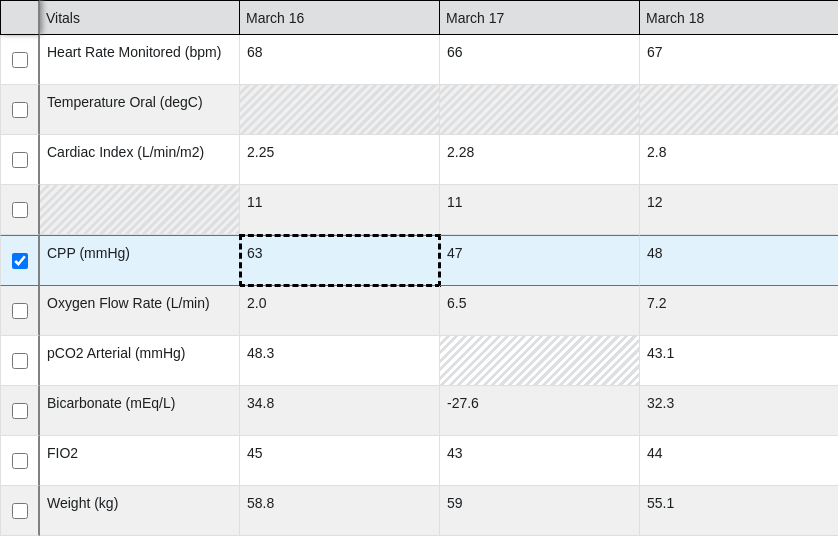 Vitals March 16 March 17 March 18
Heart Rate Monitored (bpm) 68 66 67
Temperature Oral (degC)
Cardiac Index (L/min/m2) 2.25 2.28 2.8
11 11 12
CPP (mmHg) 63 47 48
Oxygen Flow Rate (L/min) 2.0 6.5 7.2
pCO2 Arterial (mmHg) 48.3 43.1
Bicarbonate (mEq/L) 34.8 -27.6 32.3
FIO2 45 43 44
Weight (kg) 58.8 59 55.1